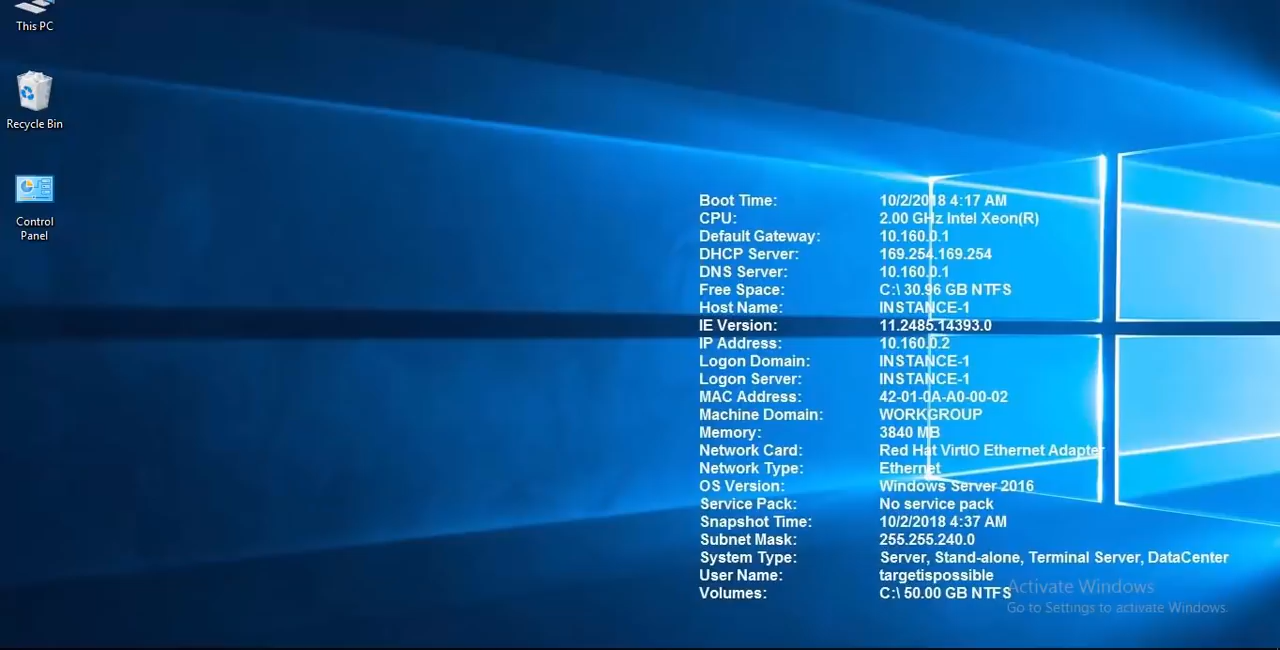 This PC
Recycle Bin
Control
Panel
Boot Time: 10/2/2018 4:17 AM
CPU: 2.00 GHz Intel Xeon(R)
Default Gateway: 10.160.0.1
DHCP Server: 169.254.169.254
DNS Server: 10.160.0.1
Free Space: C:\ 30.96 GB NTFS
Host Name: INSTANCE-1
IE Version: 11.2485.14393.0
IP Address: 10.160.0.2
Logon Domain: INSTANCE-1
Logon Server: INSTANCE-1
MAC Address: 42-01-0A-A0-00-02
Machine Domain: WORKGROUP
Memory: 3840 MB
Network Card: Red Hat VirtIO Ethernet Adapter
Network Type: Ethernet
OS Version: Windows Server 2016
Service Pack: No service pack
Snapshot Time: 10/2/2018 4:37 AM
Subnet Mask: 255.255.240.0
System Type: Server, Stand-alone, Terminal Server, DataCenter
User Name: targetispossible
Volumes: C:\ 50.00 GB NTFS
Activate Windows
Go to Settings to activate Windows.